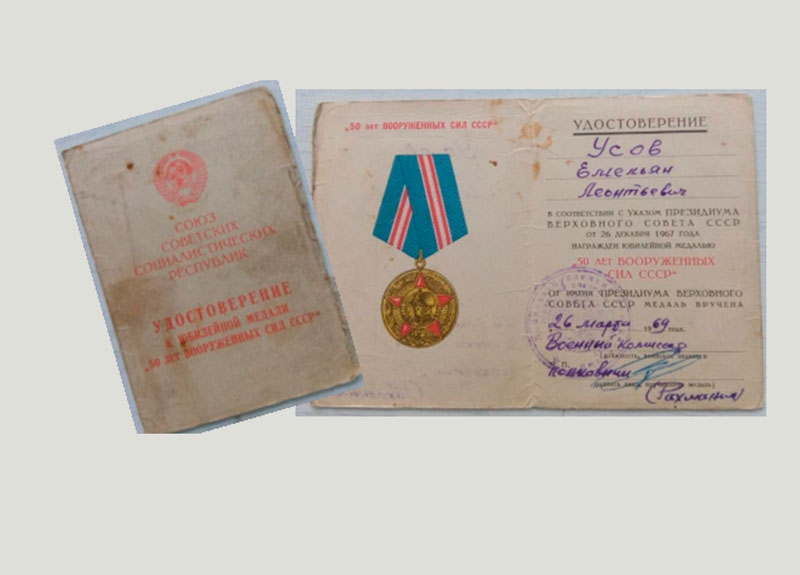 СОЮЗ
СОВЕТСКИХ
СОЦИАЛИСТИЧЕСКИХ
РЕСПУБЛИК
УДОСТОВЕРЕНИЕ
К ЮБИЛЕЙНОЙ МЕДАЛИ
„50 ЛЕТ ВООРУЖЕННЫХ СИЛ СССР“
„50 ЛЕТ ВООРУЖЕННЫХ СИЛ СССР“
УДОСТОВЕРЕНИЕ
Усов
Емельян
Леонтьевич
В СООТВЕТСТВИИ С УКАЗОМ ПРЕЗИДИУМА
ВЕРХОВНОГО СОВЕТА СССР
ОТ 26 ДЕКАБРЯ 1967 ГОДА
НАГРАЖДЕН ЮБИЛЕЙНОЙ МЕДАЛЬЮ
„50 ЛЕТ ВООРУЖЕННЫХ
СИЛ СССР“
ОТ ИМЕНИ ПРЕЗИДИУМА ВЕРХОВНОГО
СОВЕТА СССР МЕДАЛЬ ВРУЧЕНА
26 марта 1969 года.
Военный Комиссар
М. П. полковник